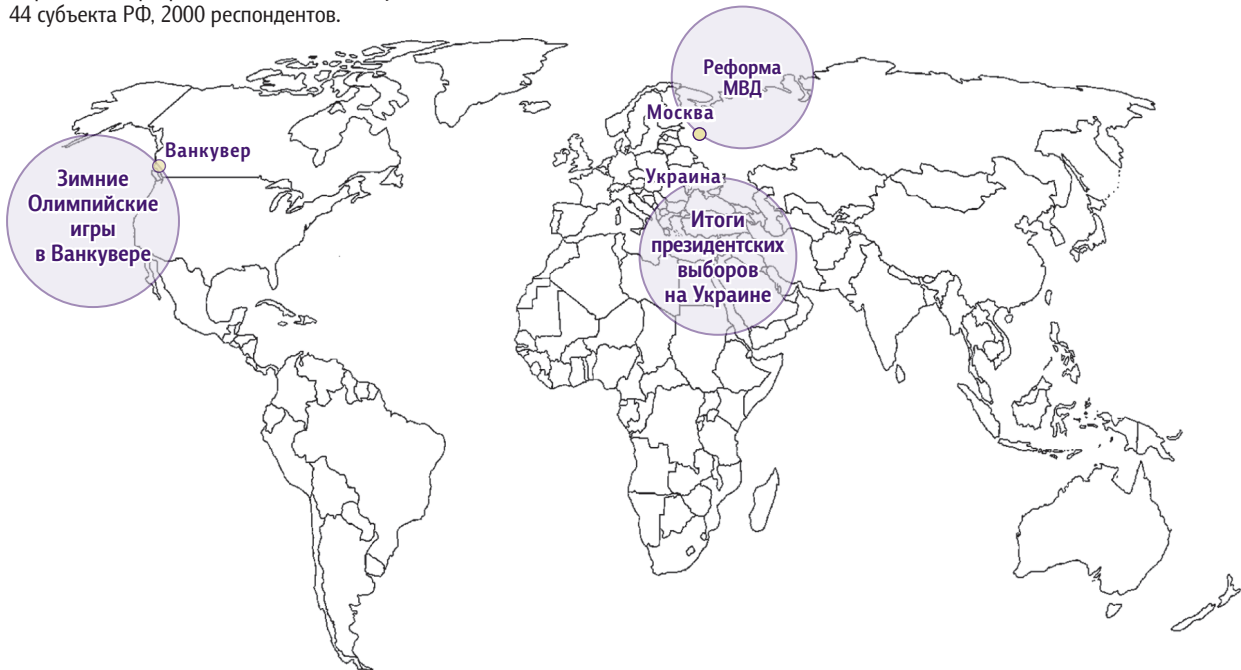 44 субъекта РФ, 2000 респондентов.
Реформа
МВД
Москва
Ванкувер
Зимние
Олимпийские
игры
в Ванкувере
Украина
Итоги
президентских
выборов
на Украине